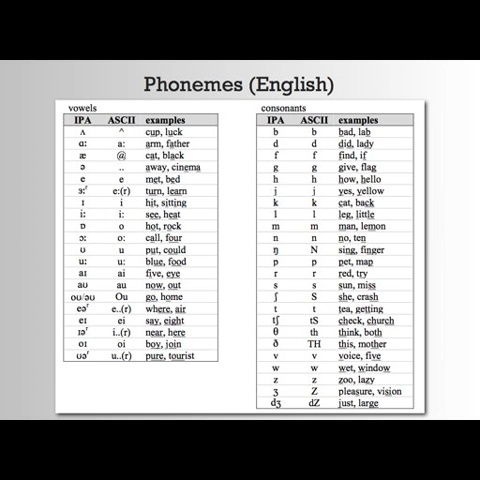 Phonemes (English)
vowels
IPA ASCII examples
ʌ ^ cup, luck
ɑː a: arm, father
æ @ cat, black
ə .. away, cinema
e e met, bed
ɜːʳ e:(r) turn, learn
ɪ i hit, sitting
iː i: see, heat
ɒ o hot, rock
ɔː o: call, four
ʊ u put, could
uː u: blue, food
aɪ ai five, eye
aʊ au now, out
oʊ/əʊ Ou go, home
eəʳ e..(r) where, air
eɪ ei say, eight
ɪəʳ i..(r) near, here
ɔɪ oi boy, join
ʊəʳ u..(r) pure, tourist
consonants
IPA ASCII examples
b b bad, lab
d d did, lady
f f find, if
g g give, flag
h h how, hello
j j yes, yellow
k k cat, back
l l leg, little
m m man, lemon
n n no, ten
ŋ N sing, finger
p p pet, map
r r red, try
s s sun, miss
ʃ S she, crash
t t tea, getting
tʃ tS check, church
θ th think, both
ð TH this, mother
v v voice, five
w w wet, window
z z zoo, lazy
ʒ Z pleasure, vision
dʒ dZ just, large